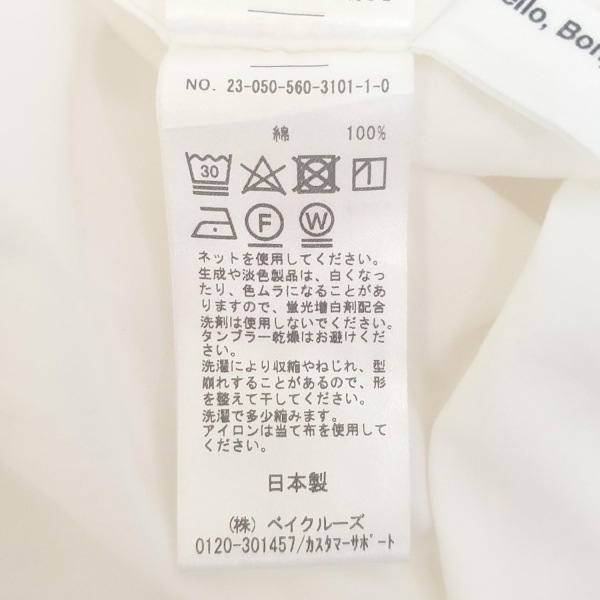 ello, Bon
NO. 23-050-560-3101-1-0
綿 100%
30
F W
ネットを使用してください。
生成や淡色製品は、白くなっ
たり、色ムラになることがあ
りますので、蛍光増白剤配合
洗剤は使用しないでください。
タンブラー乾燥はお避けくだ
さい。
洗濯により収縮やねじれ、型
崩れすることがあるので、形
を整えて干してください。
洗濯で多少縮みます。
アイロンは当て布を使用して
ください。
日本製
(株) ベイクルーズ
0120-301457/カスタマーサポート